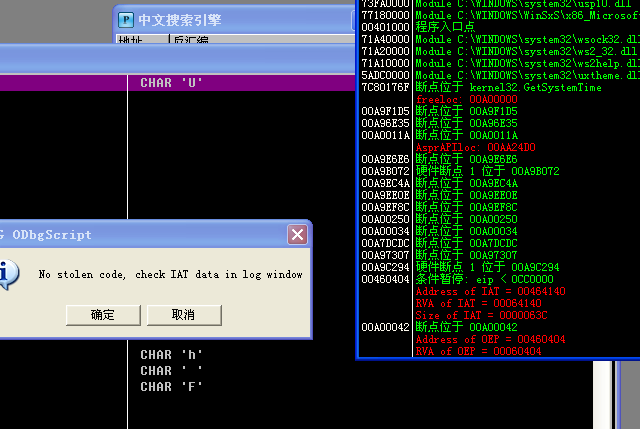 中文搜索引擎
地址 反汇编
CHAR 'U'
G ODbgScript
No stolen code, check IAT data in log window
确定 取消
CHAR 'h'
CHAR ' '
CHAR 'F'
73FA0000 Module C:\WINDOWS\system32\usp10.dll
77180000 Module C:\WINDOWS\WinSxS\x86_Microsof
00401000 程序入口点
71A40000 Module C:\WINDOWS\system32\wsock32.dl
71A20000 Module C:\WINDOWS\system32\ws2_32.dll
71A10000 Module C:\WINDOWS\system32\ws2help.dl
5ADC0000 Module C:\WINDOWS\system32\uxtheme.dl
7C80176F 断点位于 kernel32.GetSystemTime
freeloc: 00A00000
00A9F1D5 断点位于 00A9F1D5
00A96E35 断点位于 00A96E35
00A0011A 断点位于 00A0011A
AsprAPIloc: 00AA24D0
00A9E6E6 断点位于 00A9E6E6
00A9B072 硬件断点 1 位于 00A9B072
00A9EC4A 断点位于 00A9EC4A
00A9EE0E 断点位于 00A9EE0E
00A9EF8C 断点位于 00A9EF8C
00A00250 断点位于 00A00250
00A00034 断点位于 00A00034
00A7DCDC 断点位于 00A7DCDC
00A97307 断点位于 00A97307
00A9C294 硬件断点 1 位于 00A9C294
00460404 条件暂停: eip < 0CC0000
Address of IAT = 00464140
RVA of IAT = 00064140
Size of IAT = 0000063C
00A00042 断点位于 00A00042
Address of OEP = 00460404
RVA of OEP = 00060404